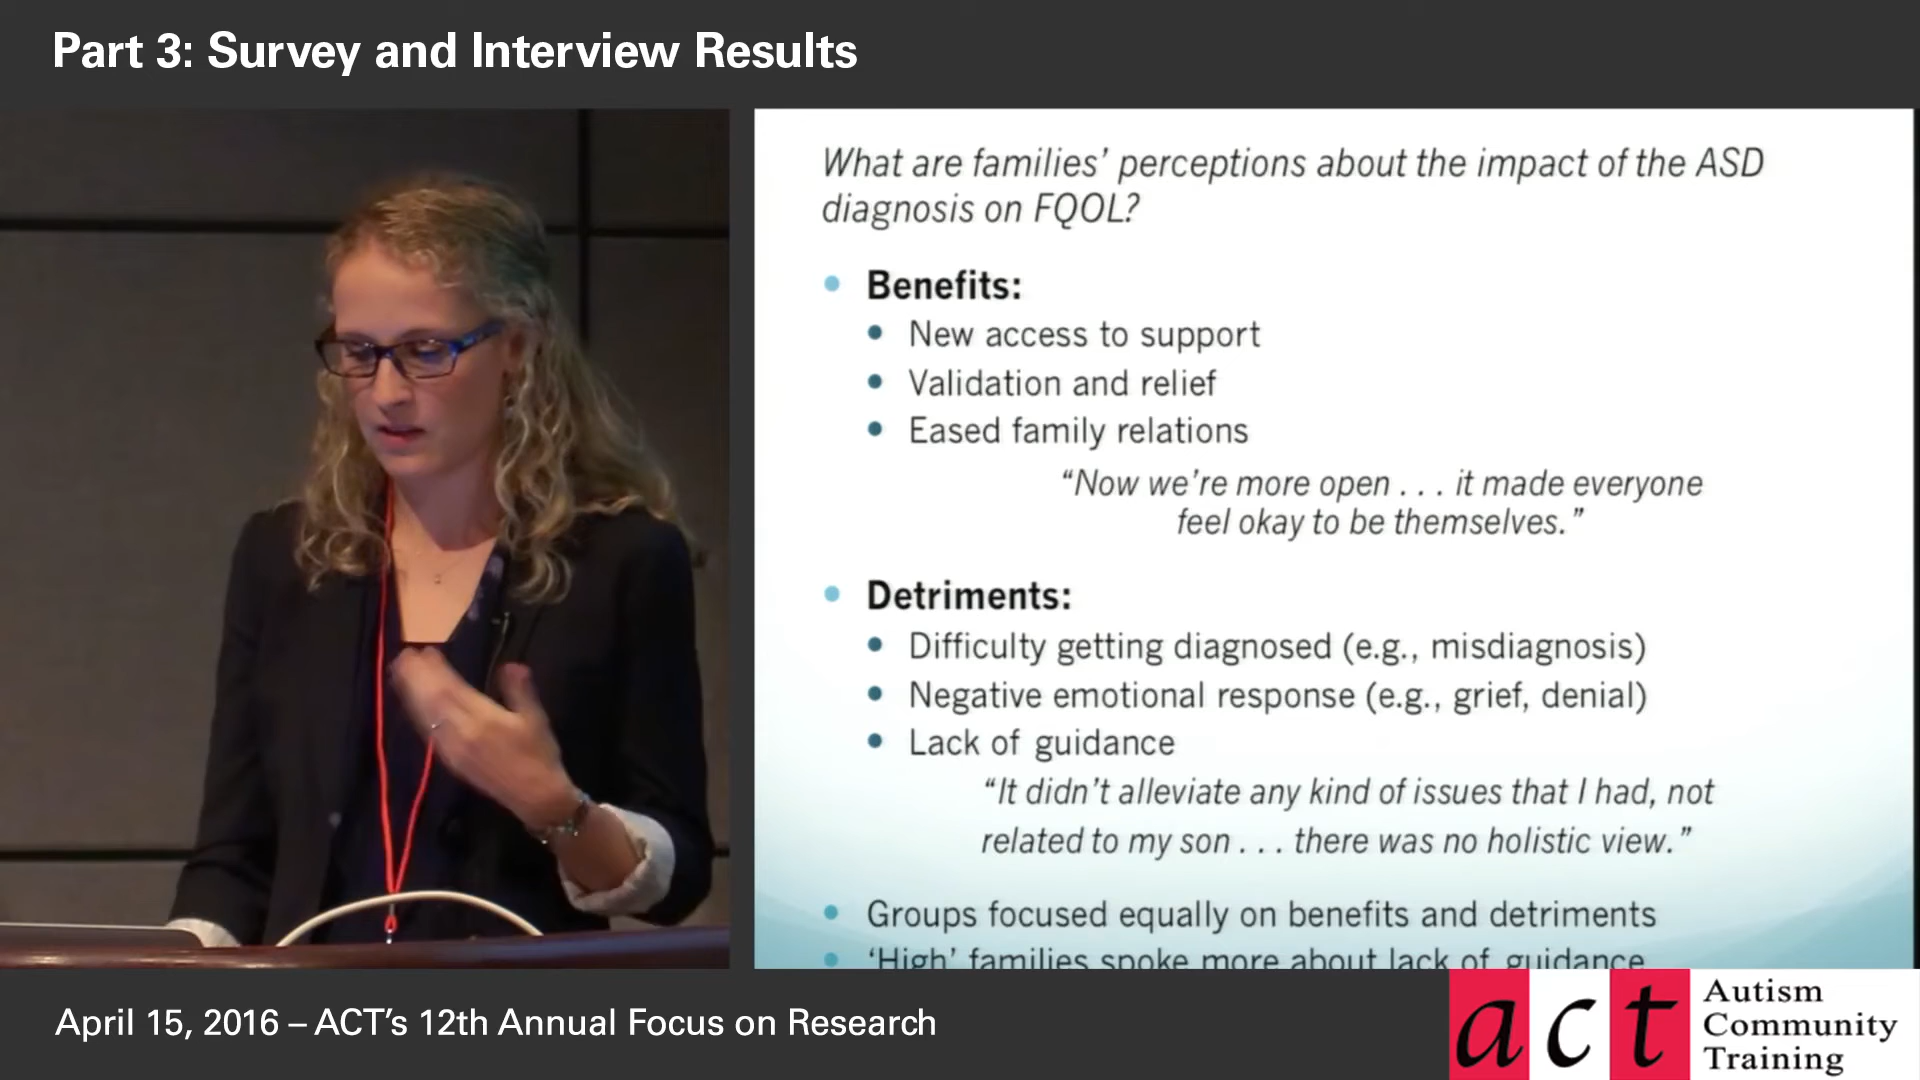 Part 3: Survey and Interview Results
What are families’ perceptions about the impact of the ASD
diagnosis on FQOL?
Benefits:
New access to support
Validation and relief
Eased family relations
“Now we’re more open . . . it made everyone
feel okay to be themselves.”
Detriments:
Difficulty getting diagnosed (e.g., misdiagnosis)
Negative emotional response (e.g., grief, denial)
Lack of guidance
“It didn’t alleviate any kind of issues that I had, not
related to my son . . . there was no holistic view.”
Groups focused equally on benefits and detriments
‘High’ families spoke more about lack of guidance
April 15, 2016 – ACT’s 12th Annual Focus on Research
act
Autism
Community
Training